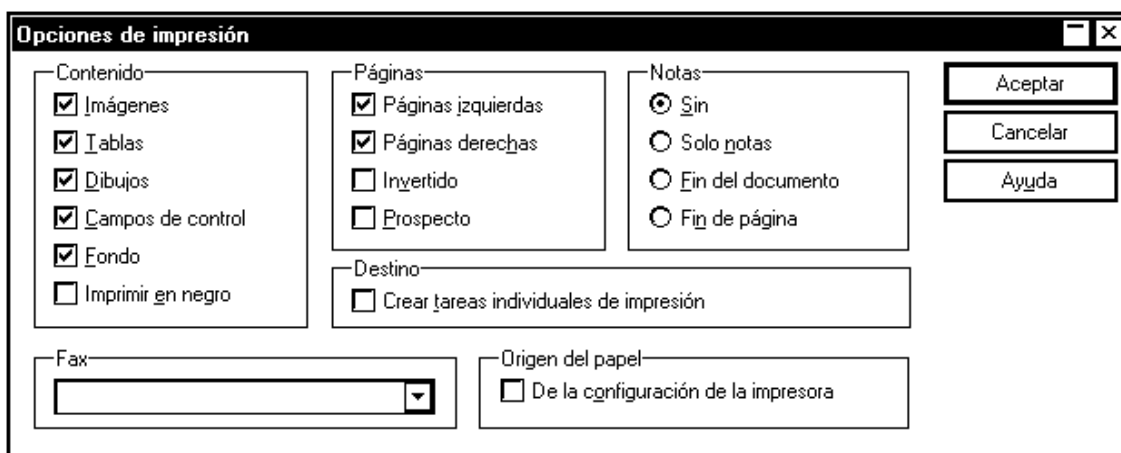 Opciones de impresión
Contenido
Imágenes
Tablas
Dibujos
Campos de control
Fondo
Imprimir en negro
Páginas
Páginas izquierdas
Páginas derechas
Invertido
Prospecto
Notas
Sin
Solo notas
Fin del documento
Fin de página
Destino
Crear tareas individuales de impresión
Fax
Origen del papel
De la configuración de la impresora
Aceptar
Cancelar
Ayuda